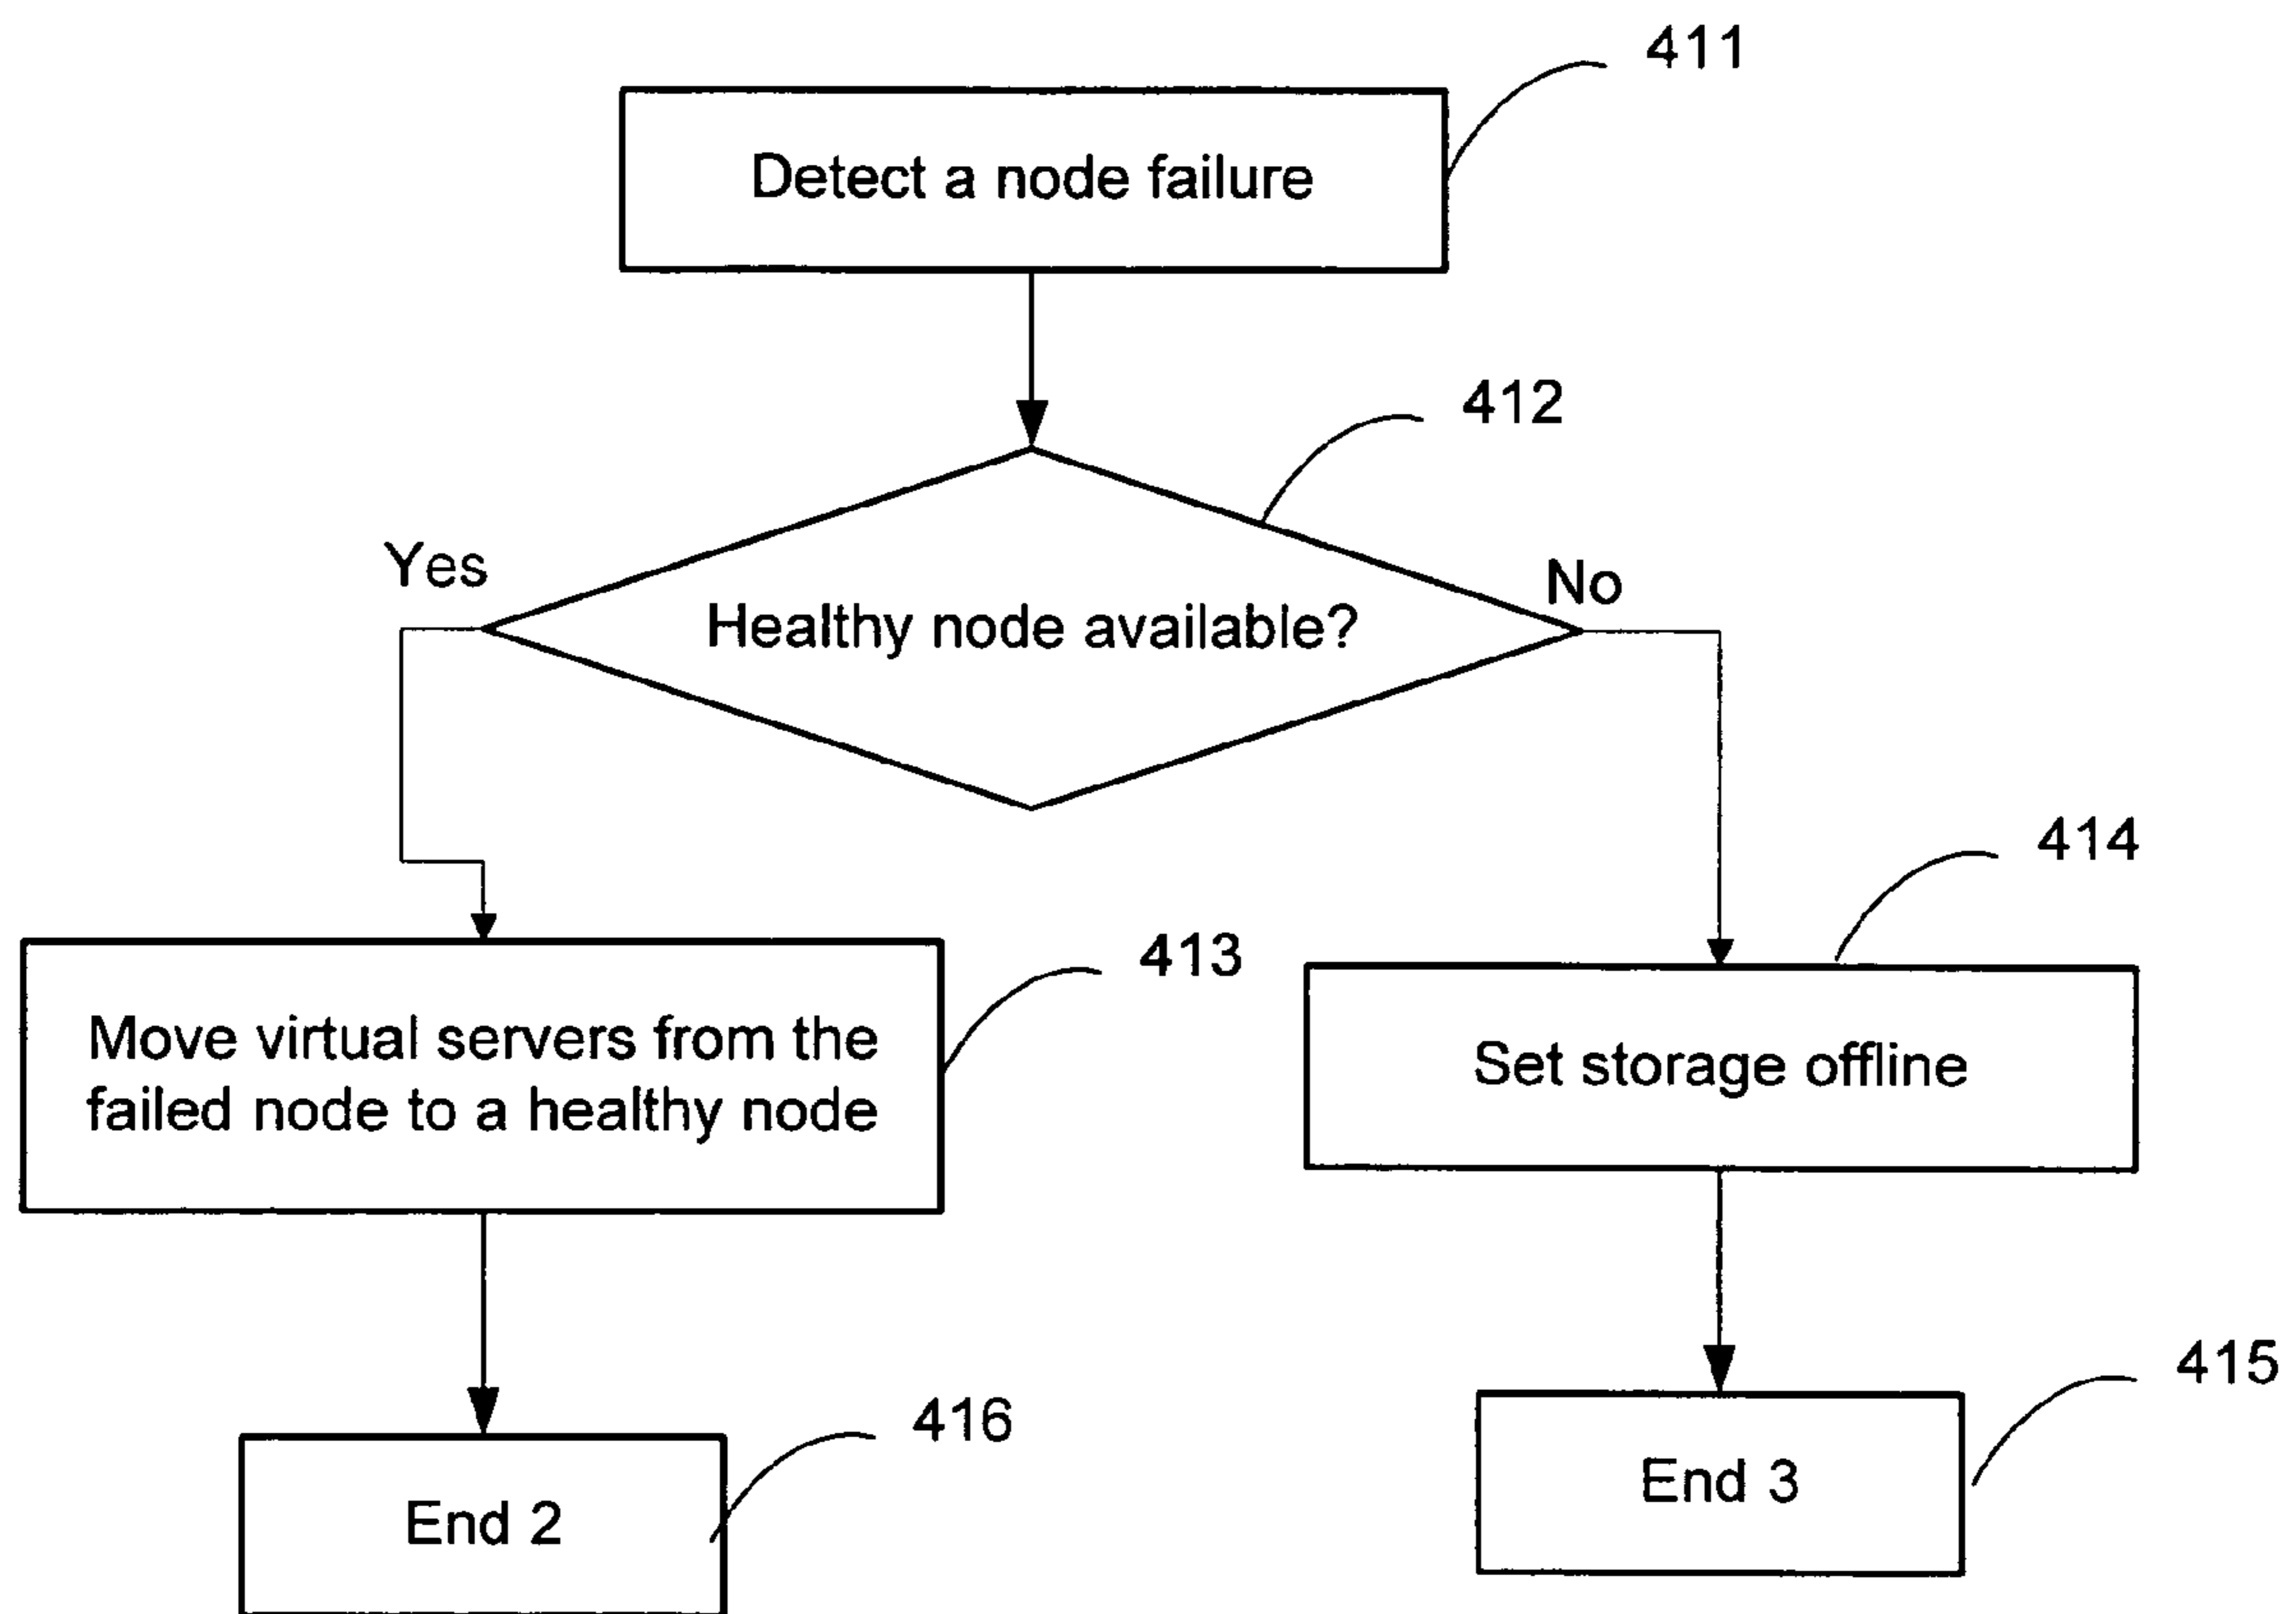 411
Detect a node failure
412
Yes
No
Healthy node available?
414
413
Move virtual servers from the
failed node to a healthy node
Set storage offline
415
416
End 3
End 2